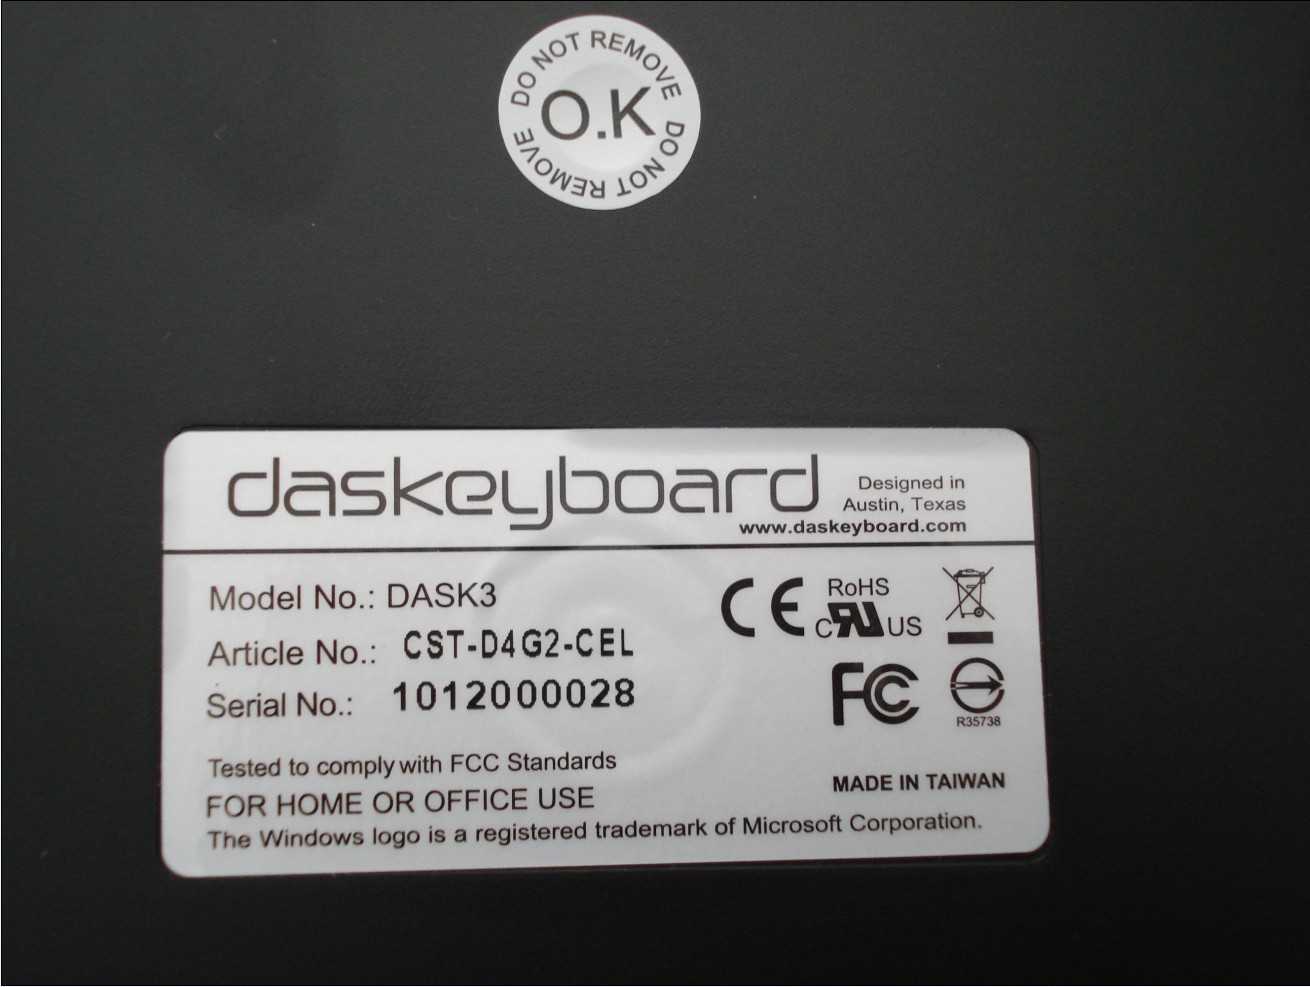 DO NOT REMOVE DO NOT REMOVE
O.K
daskeyboard
Designed in
Austin, Texas
www.daskeyboard.com
Model No.: DASK3
Article No.: CST-D4G2-CEL
Serial No.: 1012000028
CE RoHS
c RU US
FC
R35738
Tested to comply with FCC Standards
MADE IN TAIWAN
FOR HOME OR OFFICE USE
The Windows logo is a registered trademark of Microsoft Corporation.